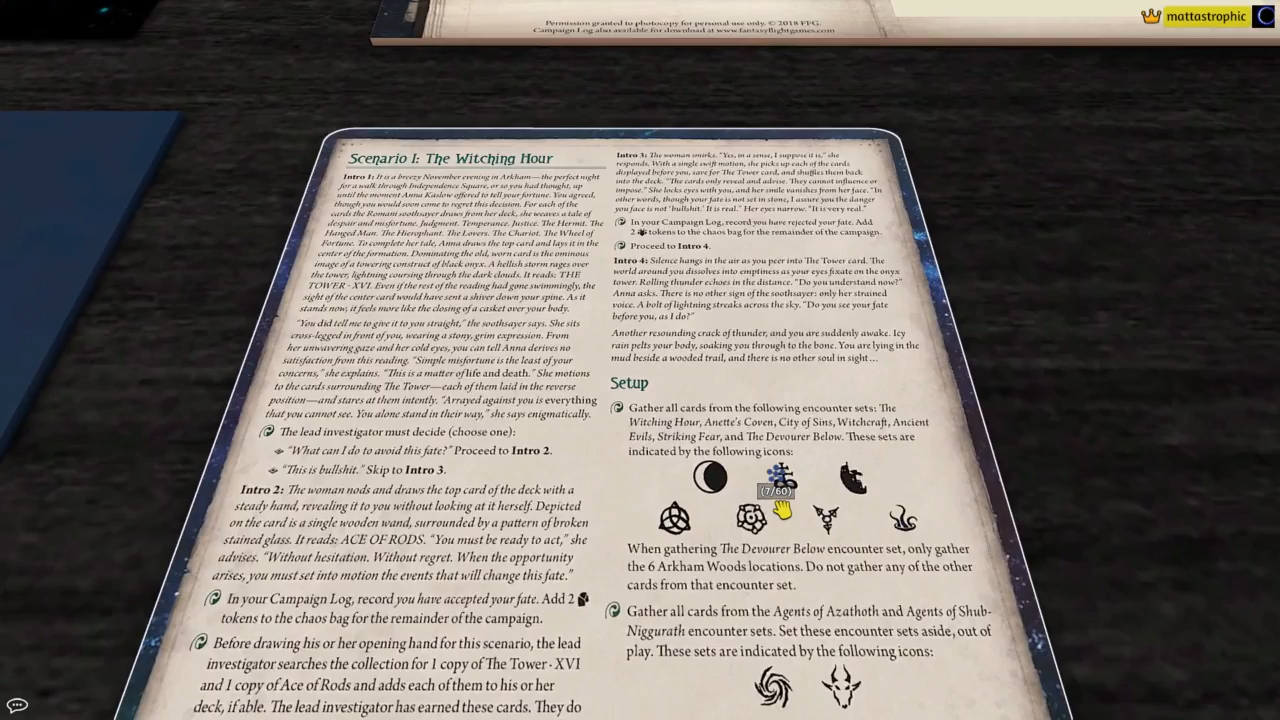 Permission granted to photocopy for personal use only. © 2018 FFG.
Campaign Log also available for download at www.fantasyflightgames.com
mattastrophic
Scenario I: The Witching Hour
Intro 1: It is a breezy November evening in Arkham—the perfect night
for a walk through Independence Square, or so you had thought, up
until the moment Anna Kaslow offered to tell your fortune. You agreed,
though you would soon come to regret this decision. For each of the
cards the Romani soothsayer draws from her deck, she weaves a tale of
despair and misfortune. Judgment. Temperance. Justice. The Hermit. The
Hanged Man. The Hierophant. The Lovers. The Chariot. The Wheel of
Fortune. To complete her tale, Anna draws the top card and lays it in the
center of the formation. Dominating the old, worn card is the ominous
image of a towering construct of blackest onyx. A hellish storm rages over
the tower, lightning coursing through the dark clouds. It reads: THE
TOWER · XVI. Even if the rest of the reading had gone swimmingly, the
sight of the center card would have sent a shiver down your spine. As it
stands now, it feels more like the closing of a casket over your body.
"You did tell me to give it to you straight," the soothsayer says. She sits
cross-legged in front of you, wearing a stony, grim expression. From
her unwavering gaze and her cold eyes, you can tell Anna derives no
satisfaction from this reading. "Simple misfortune is the least of your
concerns," she explains. "This is a matter of life and death." She motions
to the cards surrounding The Tower—each of them laid in the reverse
position—and stares at them intently. "Arrayed against you is everything
that you cannot see. You alone stand in their way," she says enigmatically.
The lead investigator must decide (choose one):
"What can I do to avoid this fate?" Proceed to Intro 2.
"This is bullshit." Skip to Intro 3.
Intro 2: The woman nods and draws the top card of the deck with a
steady hand, revealing it to you without looking at it herself. Depicted
on the card is a single wooden wand, surrounded by a pattern of broken
stained glass. It reads: ACE OF RODS. "You must be ready to act," she
advises. "Without hesitation. Without regret. When the opportunity
arises, you must set into motion the events that will change this fate."
In your Campaign Log, record you have accepted your fate. Add 2
tokens to the chaos bag for the remainder of the campaign.
Before drawing his or her opening hand for this scenario, the lead
investigator searches the collection for 1 copy of The Tower · XVI
and 1 copy of Ace of Rods and adds each of them to his or her
deck, if able. The lead investigator has earned these cards. They do
Intro 3: The woman smirks. "Yes, in a sense, I suppose it is," she
responds. With a single swift motion, she picks up each of the cards
displayed before you, save for The Tower card, and shuffles them back
into the deck. "The cards only reveal and advise. They cannot influence or
impose." She locks eyes with you, and her smile vanishes from her face. "In
other words, though your fate is not set in stone, I assure you the danger
you face is not 'bullshit.' It is real." Her eyes narrow. "It is very real."
In your Campaign Log, record you have rejected your fate. Add
2 tokens to the chaos bag for the remainder of the campaign.
Proceed to Intro 4.
Intro 4: Silence hangs in the air as you peer into The Tower card. The
world around you dissolves into emptiness as your eyes fixate on the onyx
tower. Rolling thunder echoes in the distance. "Do you understand now?"
Anna asks. There is no other sign of the soothsayer: only her strained
voice. A bolt of lightning streaks across the sky. "Do you see your fate
before you, as I do?"
Another resounding crack of thunder, and you are suddenly awake. Icy
rain pelts your body, soaking you through to the bone. You are lying in the
mud beside a wooded trail, and there is no other soul in sight…
Setup
Gather all cards from the following encounter sets: The
Witching Hour, Anette's Coven, City of Sins, Witchcraft, Ancient
Evils, Striking Fear, and The Devourer Below. These sets are
indicated by the following icons:
(7/60)
When gathering The Devourer Below encounter set, only gather
the 6 Arkham Woods locations. Do not gather any of the other
cards from that encounter set.
Gather all cards from the Agents of Azathoth and Agents of Shub-
Niggurath encounter sets. Set these encounter sets aside, out of
play. These sets are indicated by the following icons: